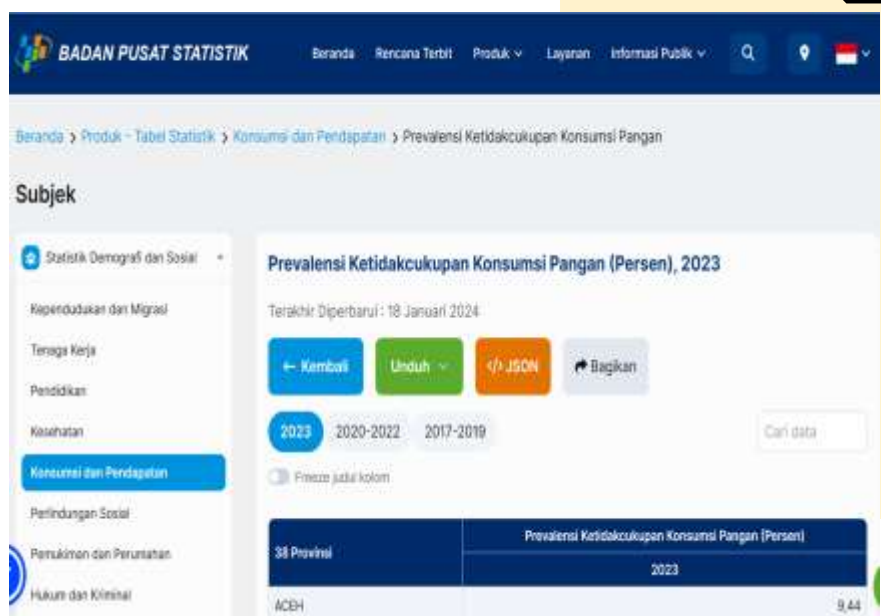 BADAN PUSAT STATISTIK
Beranda Rencana Terbit Produk Layanan Informasi Publik
Beranda > Produk - Tabel Statistik > Konsumsi dan Pendapatan > Prevalensi Ketidakcukupan Konsumsi Pangan
Subjek
Statistik Demografi dan Sosial
Kependudukan dan Migrasi
Tenaga Kerja
Pendidikan
Kesehatan
Konsumsi dan Pendapatan
Perlindungan Sosial
Pemukiman dan Perumahan
Hukum dan Kriminal
Prevalensi Ketidakcukupan Konsumsi Pangan (Persen), 2023
Terakhir Diperbarui : 18 Januari 2024
← Kembali Unduh </> JSON Bagikan
2023 2020-2022 2017-2019 Cari data
Freeze judul kolom
38 Provinsi
Prevalensi Ketidakcukupan Konsumsi Pangan (Persen)
2023
ACEH 9,44